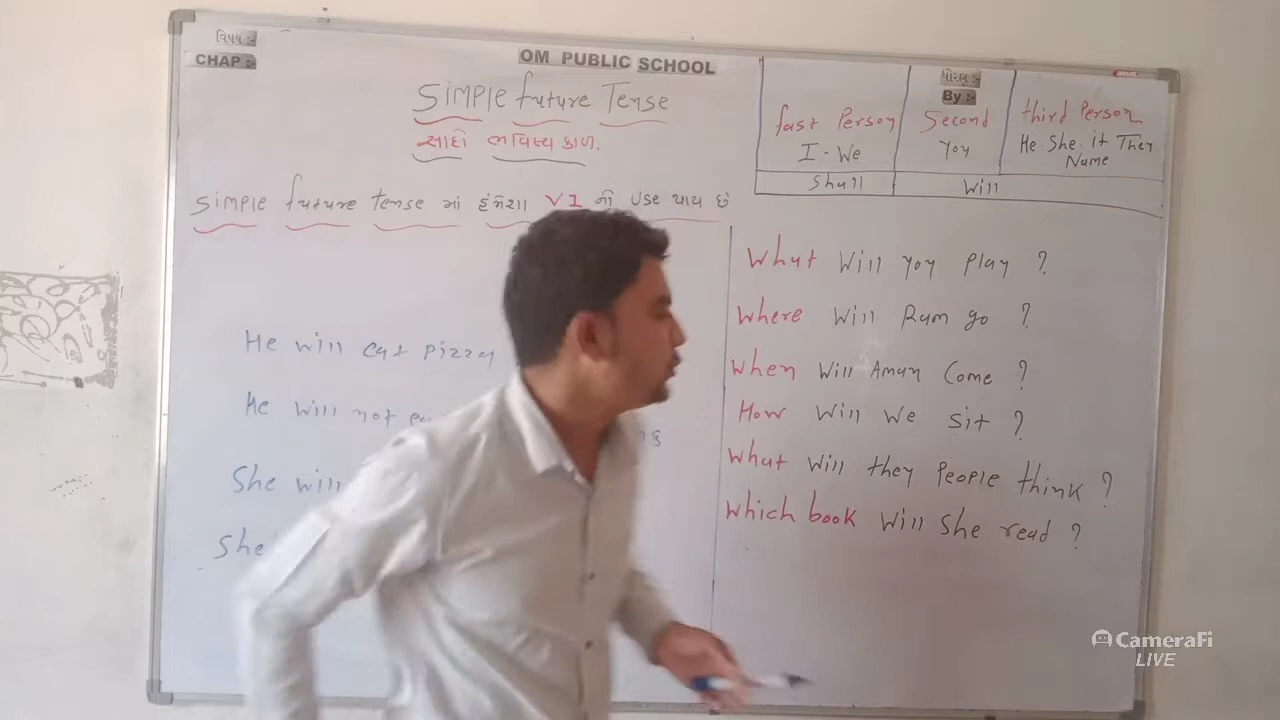 વિષય :-
CHAP :-
OM PUBLIC SCHOOL
ધોરણ :-
By :-
Simple future Tense
સાદો ભવિષ્ય કાળ.
fast Person
I - We
Second
You
third Person
He. She. it They
Name
Shall
Will
Simple future Tense માં હંમેશા V1 નો use થાય છે
He will eat pizza
He will not
She will
She
What Will you Play ?
Where Will Ram go ?
When Will Aman Come ?
How Will We Sit ?
What Will they People think ?
Which book Will She read ?
CameraFi
LIVE